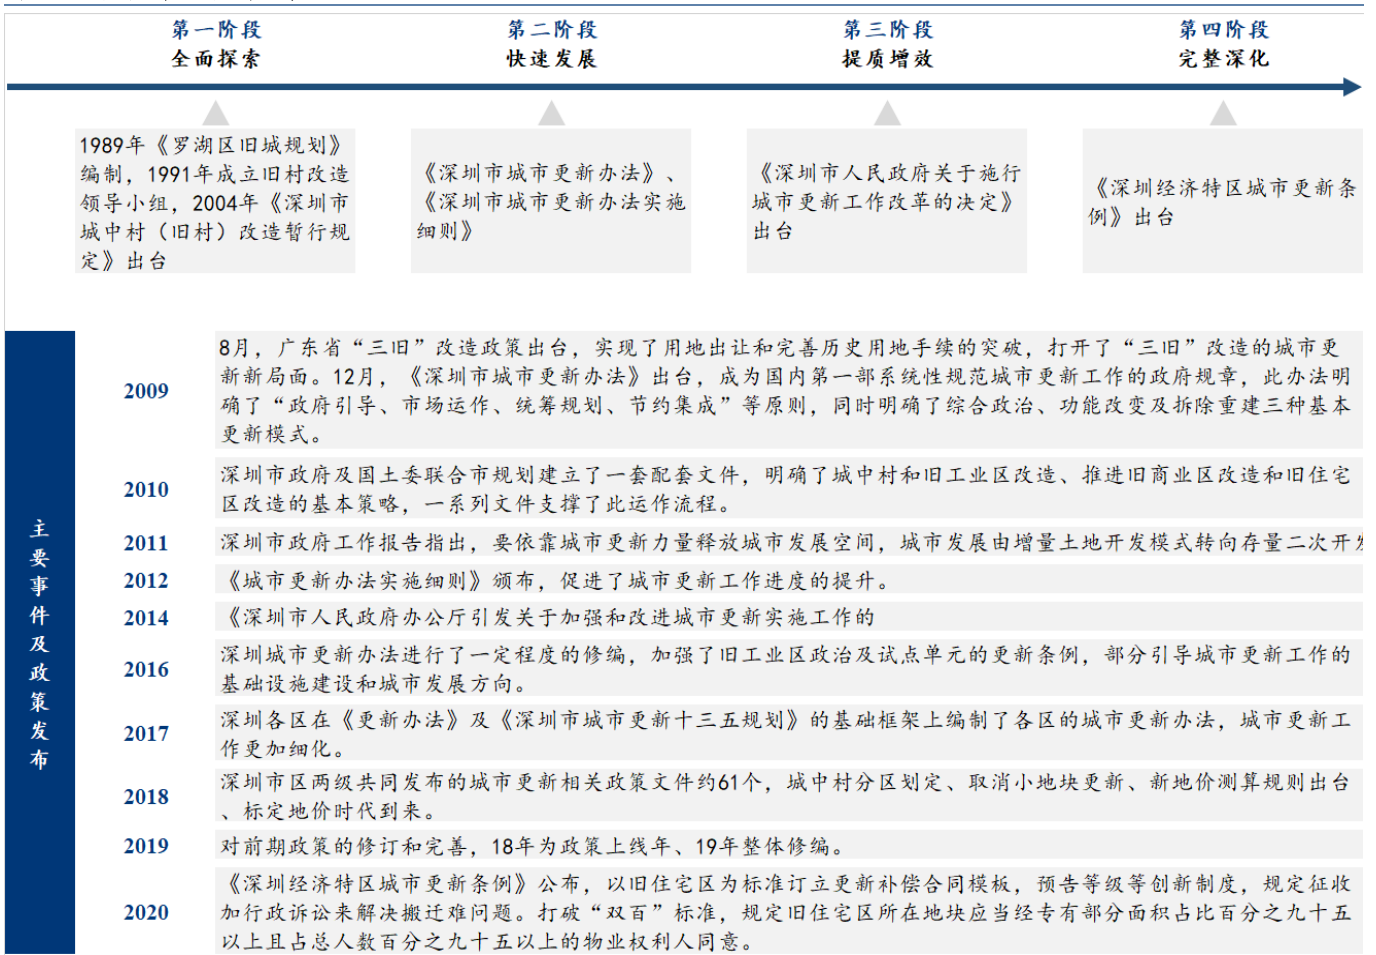 第一阶段
全面探索
第二阶段
快速发展
第三阶段
提质增效
第四阶段
完整深化
1989年《罗湖区旧城规划》
编制，1991年成立旧村改造
领导小组，2004年《深圳市
城中村（旧村）改造暂行规
定》出台
《深圳市城市更新办法》、
《深圳市城市更新办法实施
细则》
《深圳市人民政府关于施行
城市更新工作改革的决定》
出台
《深圳经济特区城市更新条
例》出台
主要事件及政策发布
2009
8月，广东省“三旧”改造政策出台，实现了用地出让和完善历史用地手续的突破，打开了“三旧”改造的城市更
新新局面。12月，《深圳市城市更新办法》出台，成为国内第一部系统性规范城市更新工作的政府规章，此办法明
确了“政府引导、市场运作、统筹规划、节约集成”等原则，同时明确了综合政治、功能改变及拆除重建三种基本
更新模式。
2010
深圳市政府及国土委联合市规划建立了一套配套文件，明确了城中村和旧工业区改造、推进旧商业区改造和旧住宅
区改造的基本策略，一系列文件支撑了此运作流程。
2011
深圳市政府工作报告指出，要依靠城市更新力量释放城市发展空间，城市发展由增量土地开发模式转向存量二次开
2012
《城市更新办法实施细则》颁布，促进了城市更新工作进度的提升。
2014
《深圳市人民政府办公厅引发关于加强和改进城市更新实施工作的
2016
深圳城市更新办法进行了一定程度的修编，加强了旧工业区政治及试点单元的更新条例，部分引导城市更新工作的
基础设施建设和城市发展方向。
2017
深圳各区在《更新办法》及《深圳市城市更新十三五规划》的基础框架上编制了各区的城市更新办法，城市更新工
作更加细化。
2018
深圳市区两级共同发布的城市更新相关政策文件约61个，城中村分区划定、取消小地块更新、新地价测算规则出台
、标定地价时代到来。
2019
对前期政策的修订和完善，18年为政策上线年、19年整体修编。
2020
《深圳经济特区城市更新条例》公布，以旧住宅区为标准订立更新补偿合同模板，预告等级等创新制度，规定征收
加行政诉讼来解决搬迁难问题。打破“双百”标准，规定旧住宅区所在地块应当经专有部分面积占比百分之九十五
以上且占总人数百分之九十五以上的物业权利人同意。